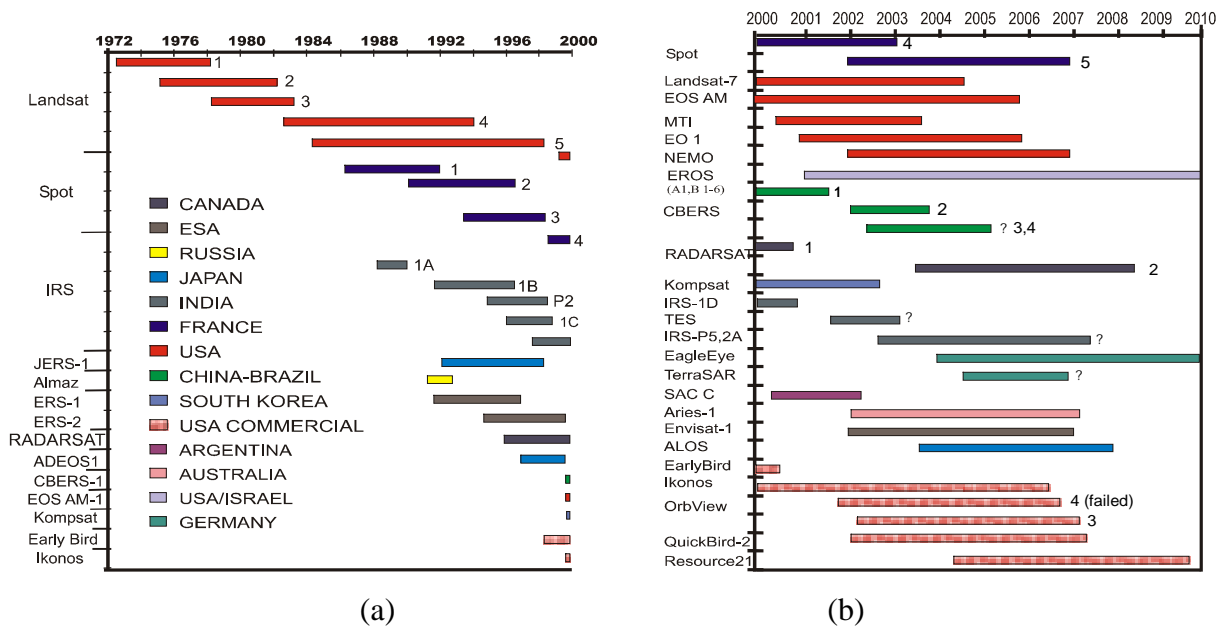 1972 1976 1980 1984 1988 1992 1996 2000
1
2
Landsat
3
4
5
1
Spot
2
3
4
1A
IRS
1B
P2
1C
JERS-1
Almaz
ERS-1
ERS-2
RADARSAT
ADEOS1
CBERS-1
EOS AM-1
Kompsat
Early Bird
Ikonos
CANADA
ESA
RUSSIA
JAPAN
INDIA
FRANCE
USA
CHINA-BRAZIL
SOUTH KOREA
USA COMMERCIAL
ARGENTINA
AUSTRALIA
USA/ISRAEL
GERMANY
(a)
2000 2001 2002 2003 2004 2005 2006 2007 2008 2009 2010
4
Spot
5
Landsat-7
EOS AM
MTI
EO 1
NEMO
EROS
(A1,B 1-6)
1
CBERS
2
? 3,4
1
RADARSAT
2
Kompsat
IRS-1D
TES
?
IRS-P5,2A
?
EagleEye
TerraSAR
?
SAC C
Aries-1
Envisat-1
ALOS
EarlyBird
Ikonos
OrbView
4 (failed)
3
QuickBird-2
Resource21
(b)